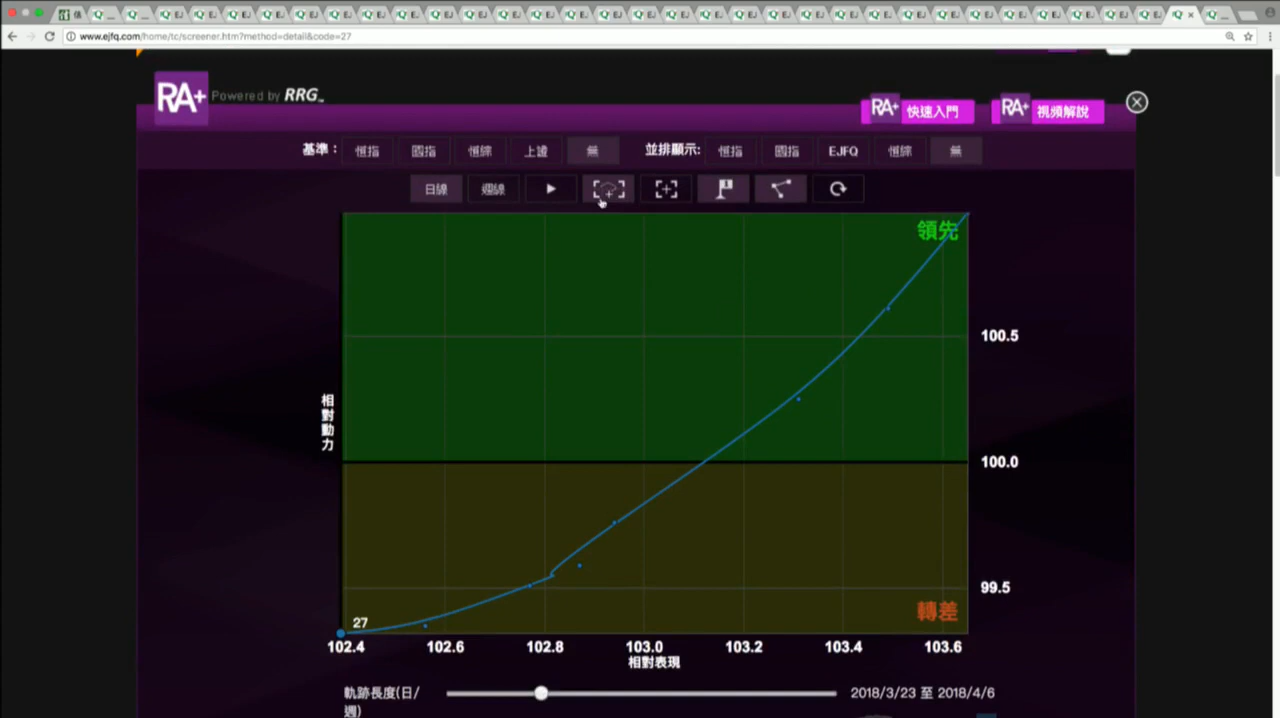 www.ejfq.com/home/tc/screener.htm?method=detail&code=27
RA+ Powered by RRG™
RA+ 快速入門 RA+ 視頻解說
基準： 恒指 國指 恒綜 上證 無 並排顯示: 恒指 國指 EJFQ 恒綜 無
日線 週線
領先
100.5
相對動力
100.0
99.5
轉差
27
102.4 102.6 102.8 103.0 103.2 103.4 103.6
相對表現
軌跡長度(日/週) 2018/3/23 至 2018/4/6